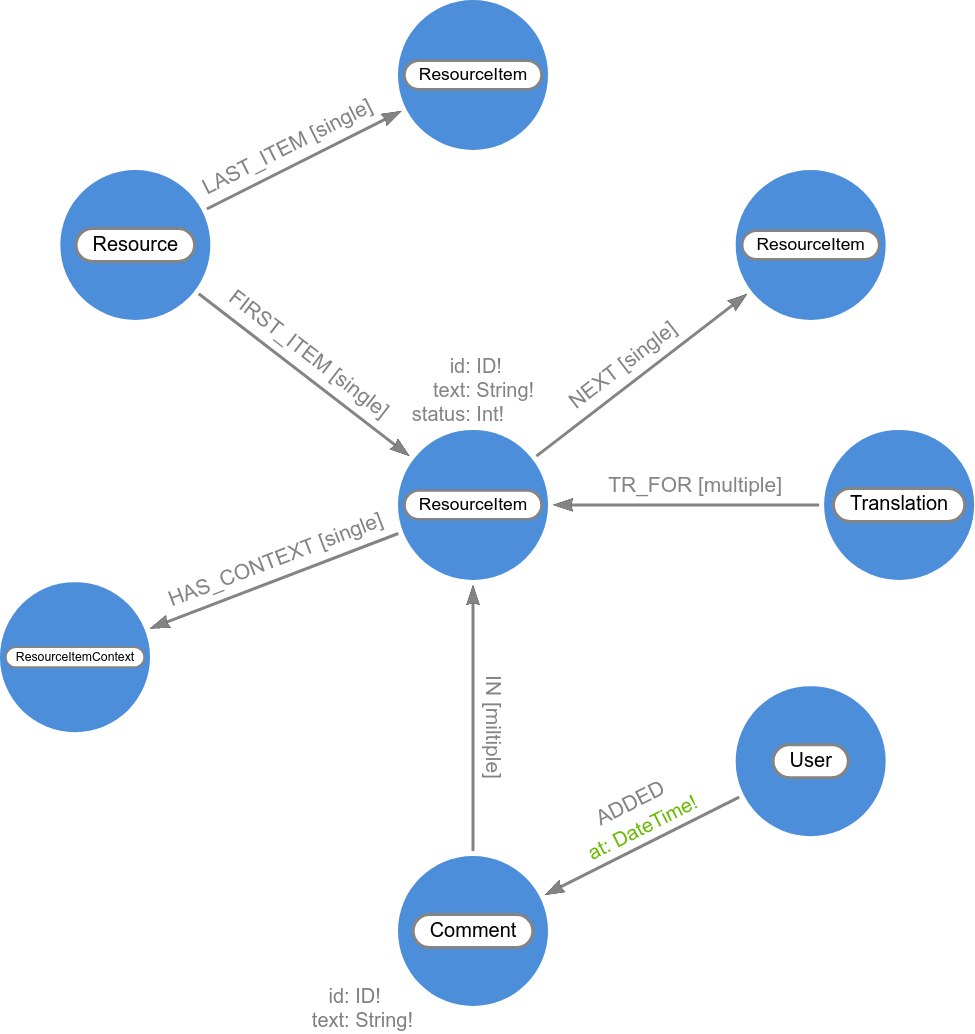 ResourceItem
LAST_ITEM [single]
Resource
ResourceItem
FIRST_ITEM [single]
NEXT [single]
id: ID!
text: String!
status: Int!
ResourceItem
TR_FOR [multiple]
Translation
HAS_CONTEXT [single]
ResourceItemContext
IN [miltiple]
User
ADDED
at: DateTime!
Comment
id: ID!
text: String!